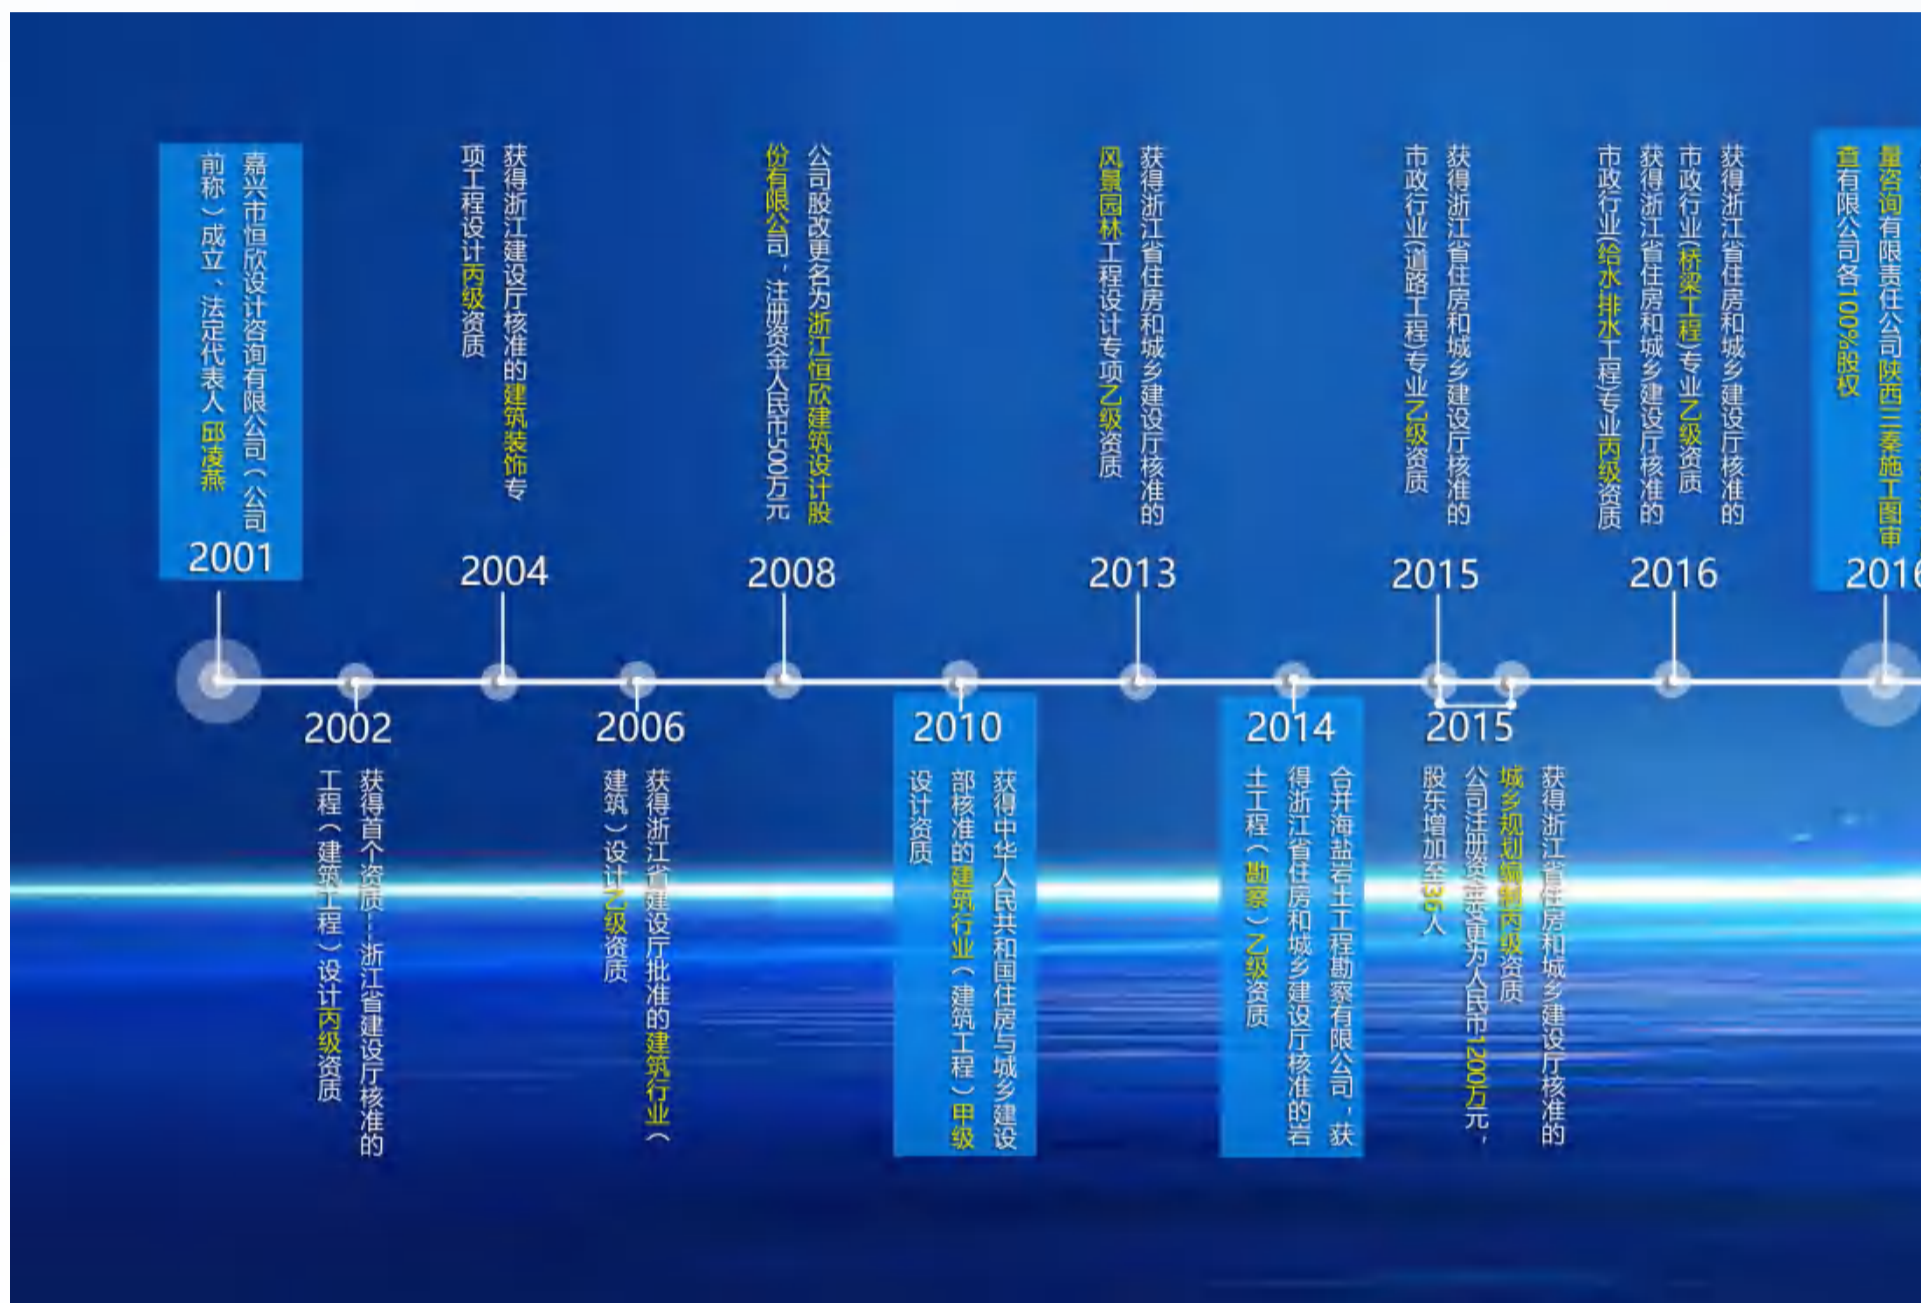 嘉兴市恒欣设计咨询有限公司（公司
前称）成立、法定代表人 邱凌燕
2001
获得首个资质---浙江省建设厅核准的
工程（建筑工程）设计丙级资质
2002
获得浙江建设厅核准的建筑装饰专
项工程设计丙级资质
2004
获得浙江省建设厅批准的建筑行业（
建筑））设计乙级资质
2006
公司股改更名为浙江恒欣建筑设计股
份有限公司，注册资金人民币500万元
2008
获得中华人民共和国住房与城乡建设
部核准的建筑行业（建筑工程）甲级
设计资质
2010
获得浙江省住房和城乡建设厅核准的
风景园林工程设计专项乙级资质
2013
合并海盐岩土工程勘察有限公司，获
得浙江省住房和城乡建设厅核准的岩
土工程（勘察）乙级资质
2014
获得浙江省住房和城乡建设厅核准的
市政行业(道路工程)专业乙级资质
2015
获得浙江省住房和城乡建设厅核准的
城乡规划编制丙级资质
公司注册资金变更为人民币1200万元，
股东增加至36人
2015
获得浙江省住房和城乡建设厅核准的
市政行业(桥梁工程)专业乙级资质
获得浙江省住房和城乡建设厅核准的
市政行业(给水 排水工程)专业丙级资质
2016
量咨询有限责任公司 陕西三秦施工图审
查有限公司各100%股权
2016